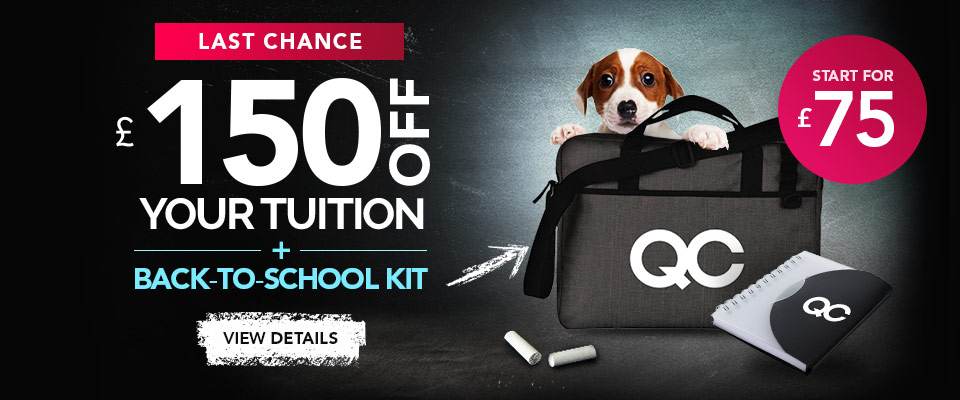 LAST CHANCE
£150 OFF
YOUR TUITION
+
BACK-TO-SCHOOL KIT
VIEW DETAILS
START FOR
£75
QC
QC